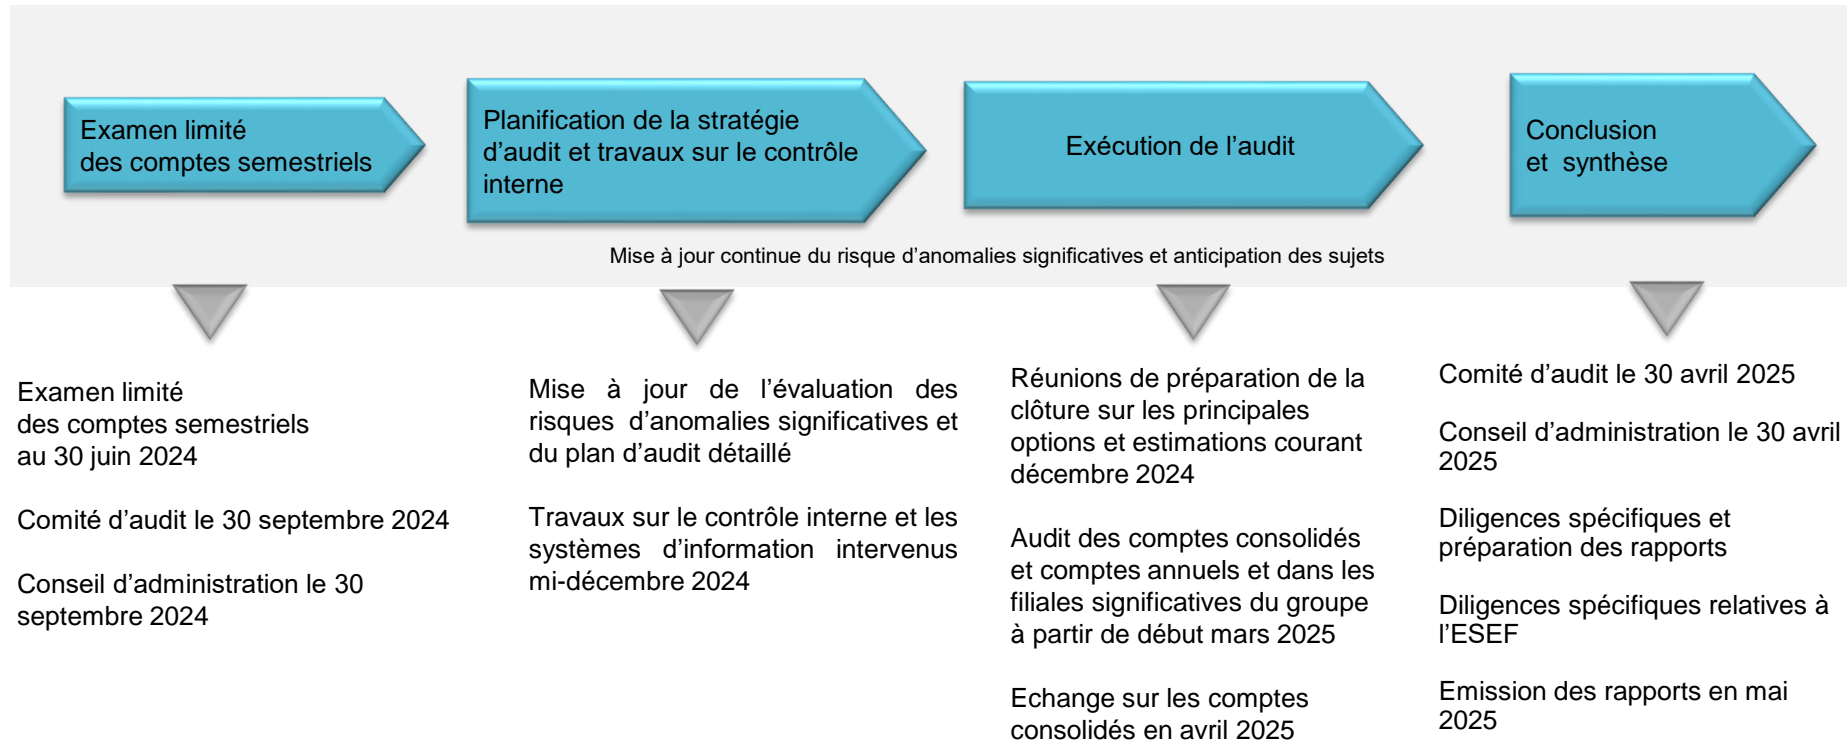 Examen limité
des comptes semestriels
Planification de la stratégie
d’audit et travaux sur le contrôle
interne
Exécution de l’audit
Conclusion
et synthèse
Mise à jour continue du risque d’anomalies significatives et anticipation des sujets
Examen limité
des comptes semestriels
au 30 juin 2024
Comité d’audit le 30 septembre 2024
Conseil d’administration le 30
septembre 2024
Mise à jour de l’évaluation des
risques d’anomalies significatives et
du plan d’audit détaillé
Travaux sur le contrôle interne et les
systèmes d’information intervenus
mi-décembre 2024
Réunions de préparation de la
clôture sur les principales
options et estimations courant
décembre 2024
Audit des comptes consolidés
et comptes annuels et dans les
filiales significatives du groupe
à partir de début mars 2025
Echange sur les comptes
consolidés en avril 2025
Comité d’audit le 30 avril 2025
Conseil d’administration le 30 avril
2025
Diligences spécifiques et
préparation des rapports
Diligences spécifiques relatives à
l’ESEF
Emission des rapports en mai
2025